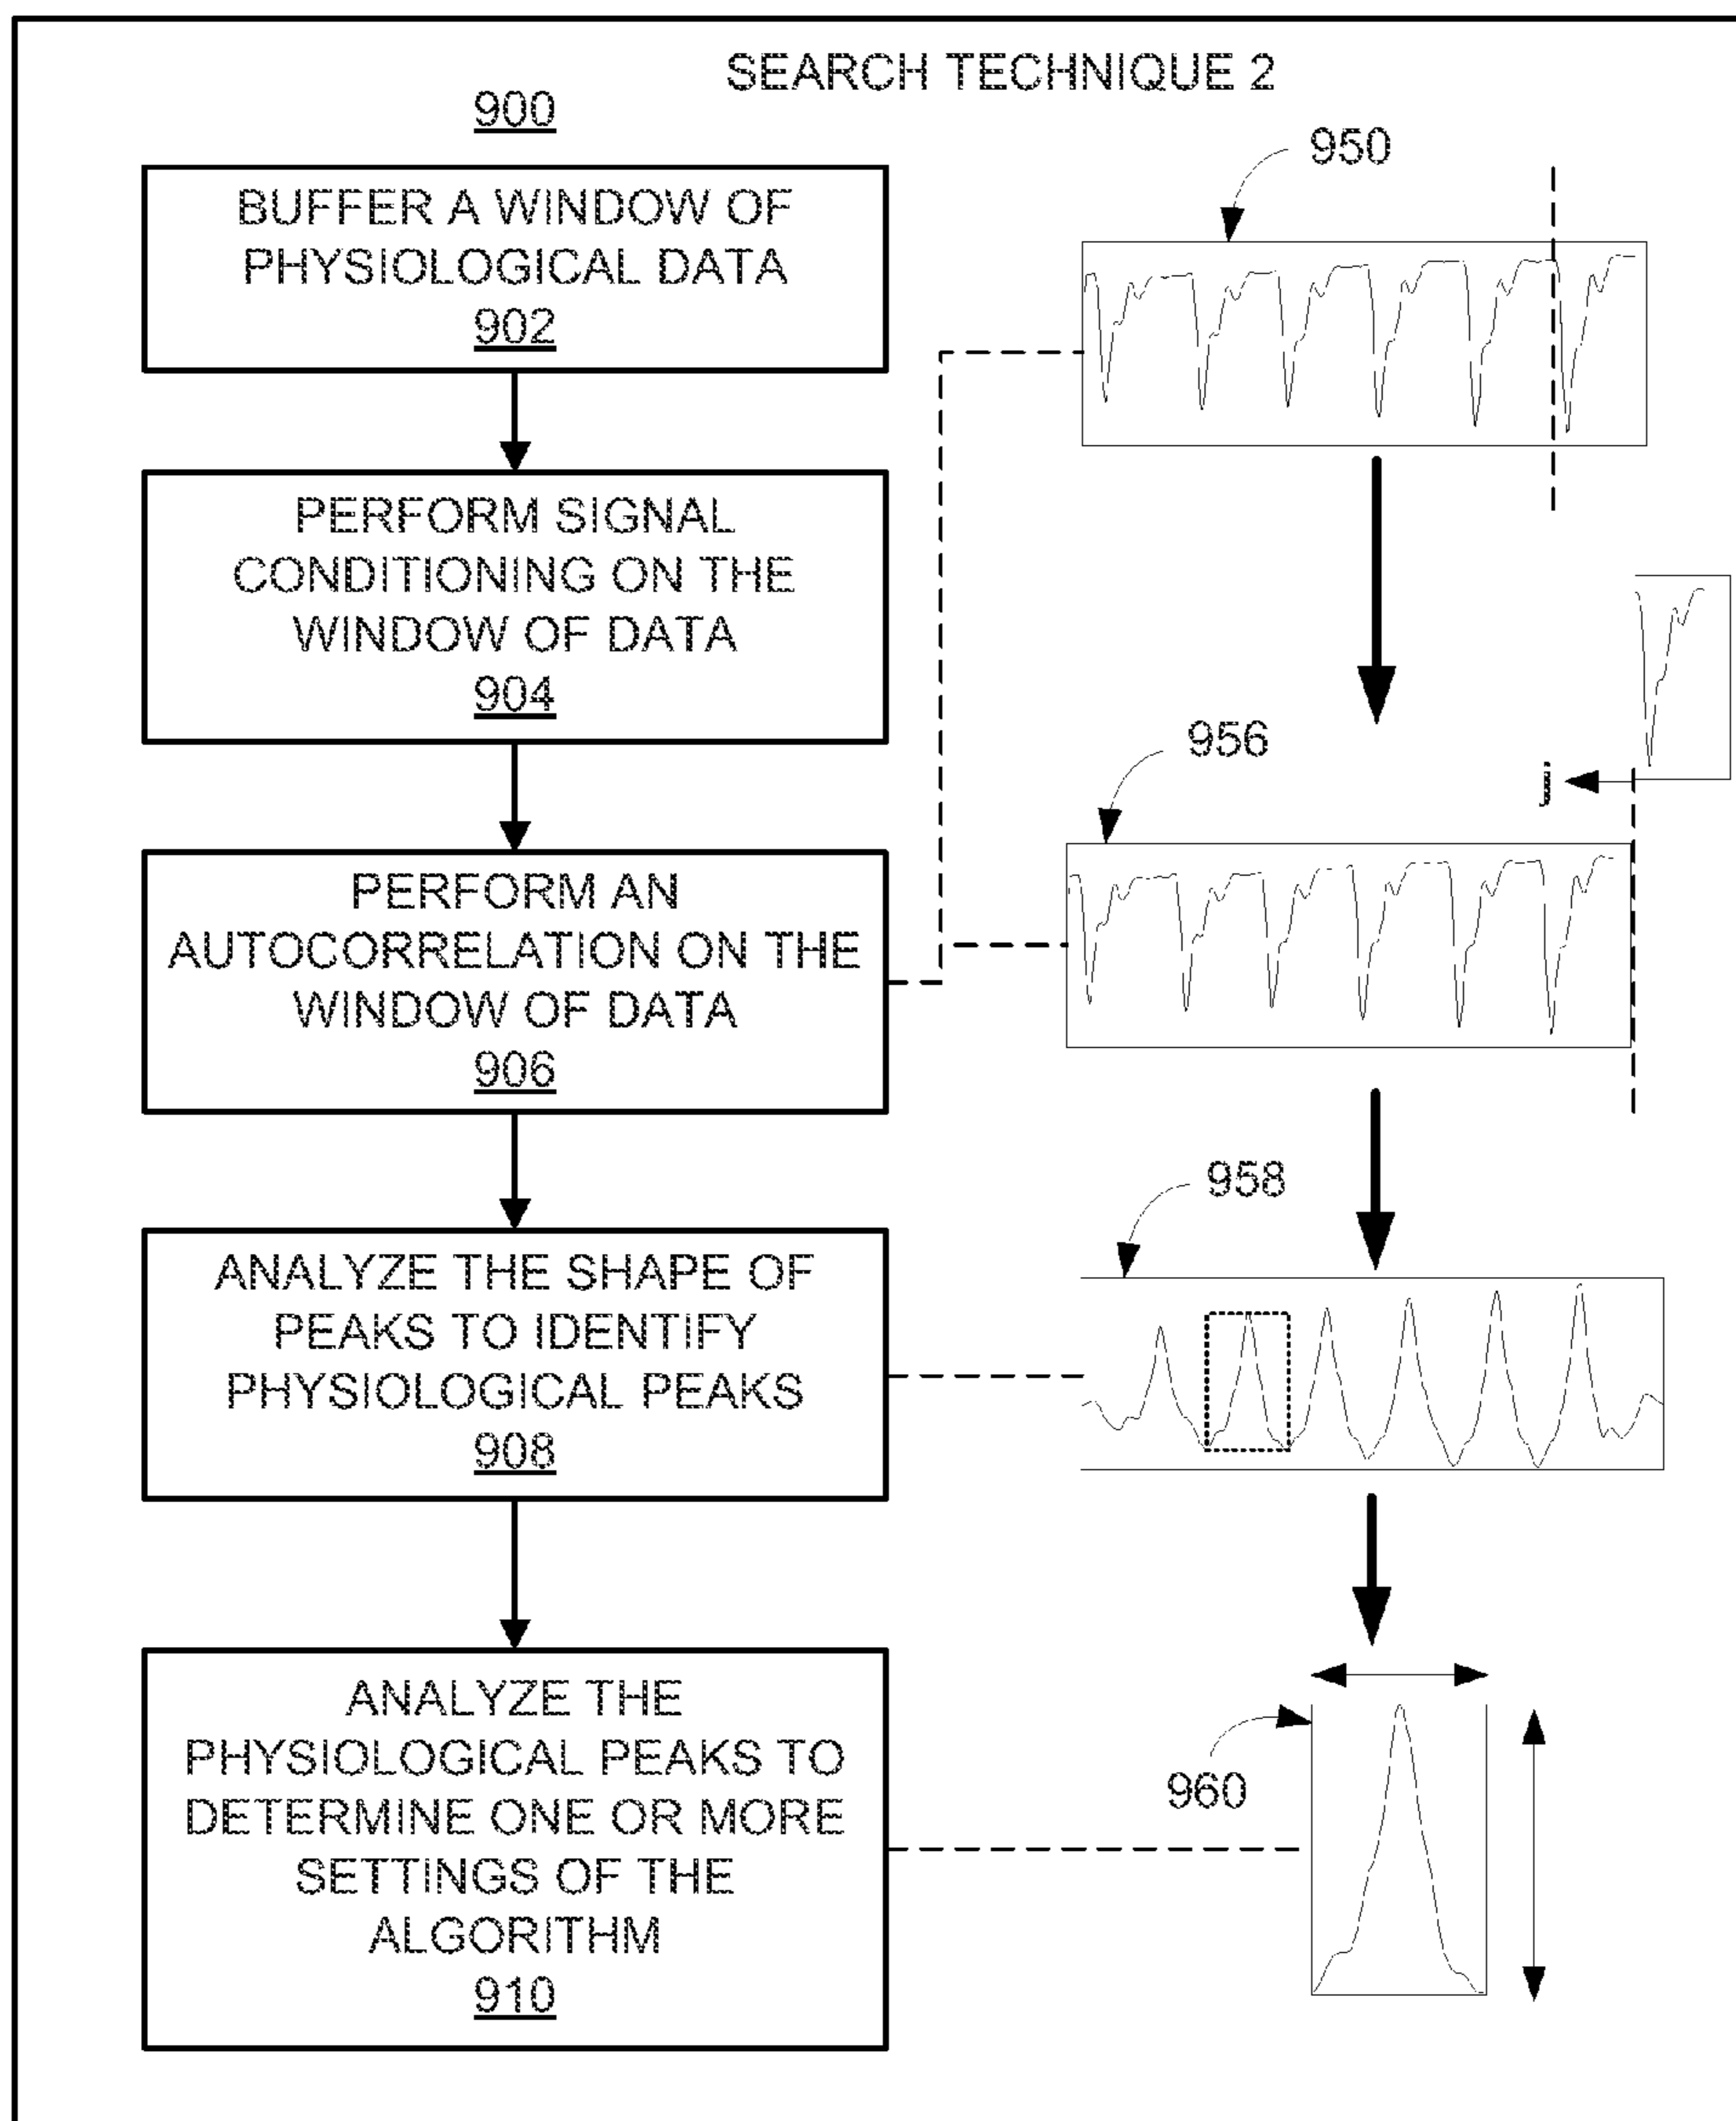 SEARCH TECHNIQUE 2
900
BUFFER A WINDOW OF
PHYSIOLOGICAL DATA
902
PERFORM SIGNAL
CONDITIONING ON THE
WINDOW OF DATA
904
PERFORM AN
AUTOCORRELATION ON THE
WINDOW OF DATA
906
ANALYZE THE SHAPE OF
PEAKS TO IDENTIFY
PHYSIOLOGICAL PEAKS
908
ANALYZE THE
PHYSIOLOGICAL PEAKS TO
DETERMINE ONE OR MORE
SETTINGS OF THE
ALGORITHM
910
950
j
956
958
960